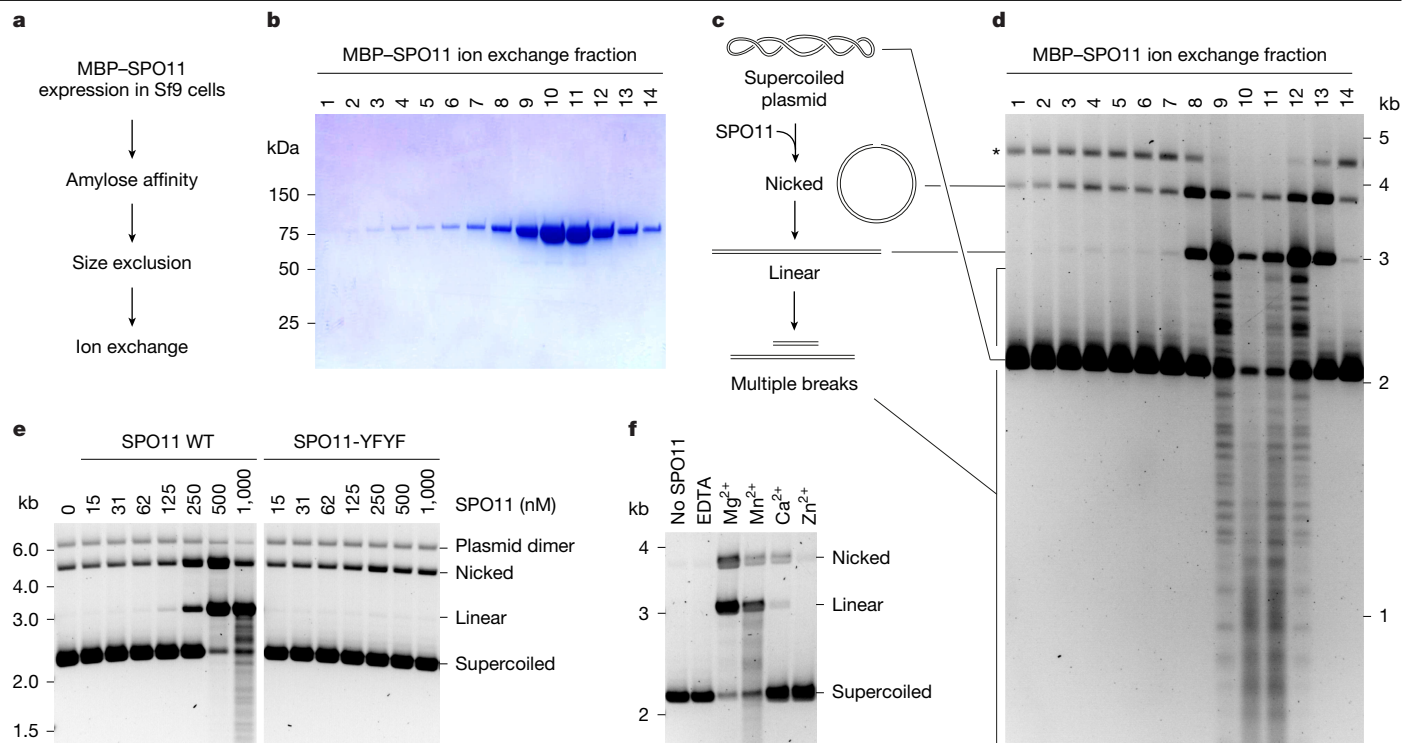 a
MBP–SPO11
expression in Sf9 cells
Amylose affinity
Size exclusion
Ion exchange
b
MBP–SPO11 ion exchange fraction
1 2 3 4 5 6 7 8 9 10 11 12 13 14
kDa
150
75
50
25
c
Supercoiled
plasmid
SPO11
Nicked
Linear
Multiple breaks
d
MBP–SPO11 ion exchange fraction
1 2 3 4 5 6 7 8 9 10 11 12 13 14
kb
*
5
4
3
2
1
e
SPO11 WT
SPO11-YFYF
kb
0 15 31 62 125 250 500 1,000
15 31 62 125 250 500 1,000
SPO11 (nM)
6.0
4.0
3.0
2.0
1.5
Plasmid dimer
Nicked
Linear
Supercoiled
f
kb
No SPO11
EDTA
Mg2+
Mn2+
Ca2+
Zn2+
4
3
2
Nicked
Linear
Supercoiled